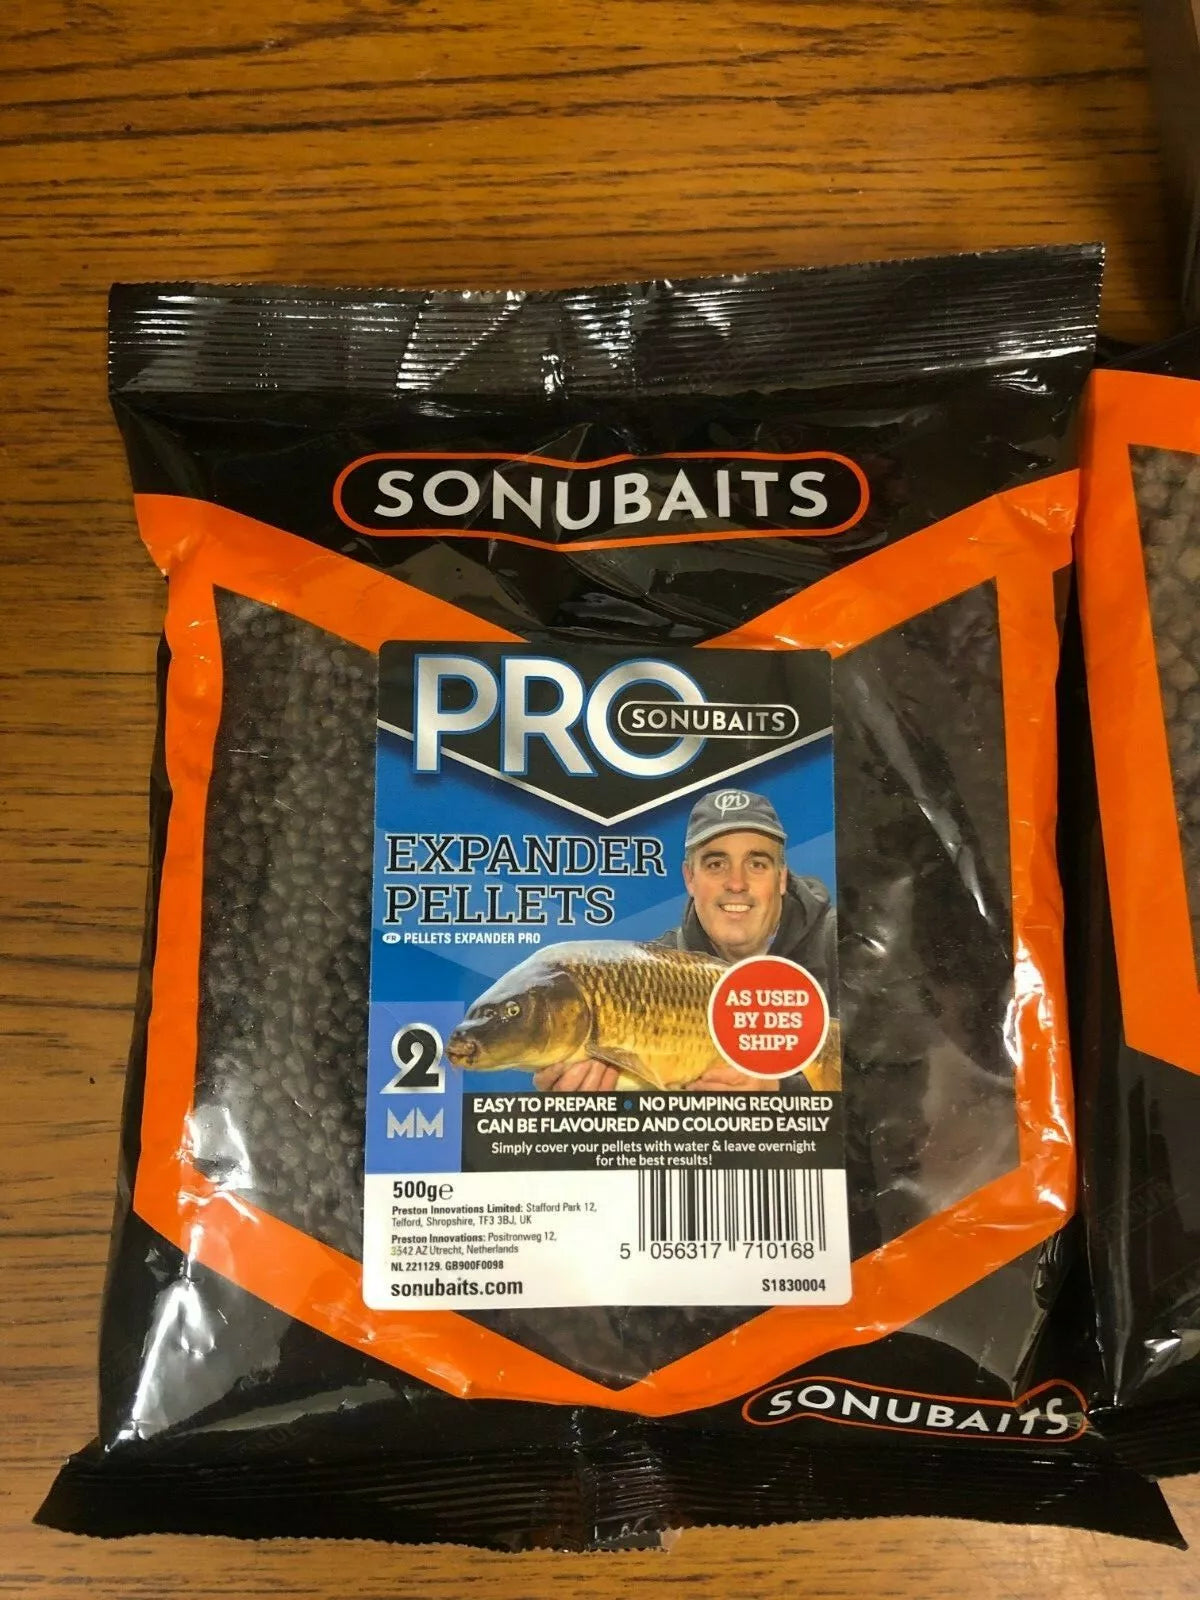 SONUBAITS
PRO
SONUBAITS
EXPANDER
PELLETS
FR PELLETS EXPANDER PRO
AS USED
BY DES
SHIPP
2
MM
EASY TO PREPARE • NO PUMPING REQUIRED
CAN BE FLAVOURED AND COLOURED EASILY
Simply cover your pellets with water & leave overnight
for the best results!
500g℮
Preston Innovations Limited: Stafford Park 12,
Telford, Shropshire, TF3 3BJ, UK
Preston Innovations: Positronweg 12,
3542 AZ Utrecht, Netherlands
NL 221129. GB900F0098
sonubaits.com
5 056317 710168
S1830004
SONUBAITS